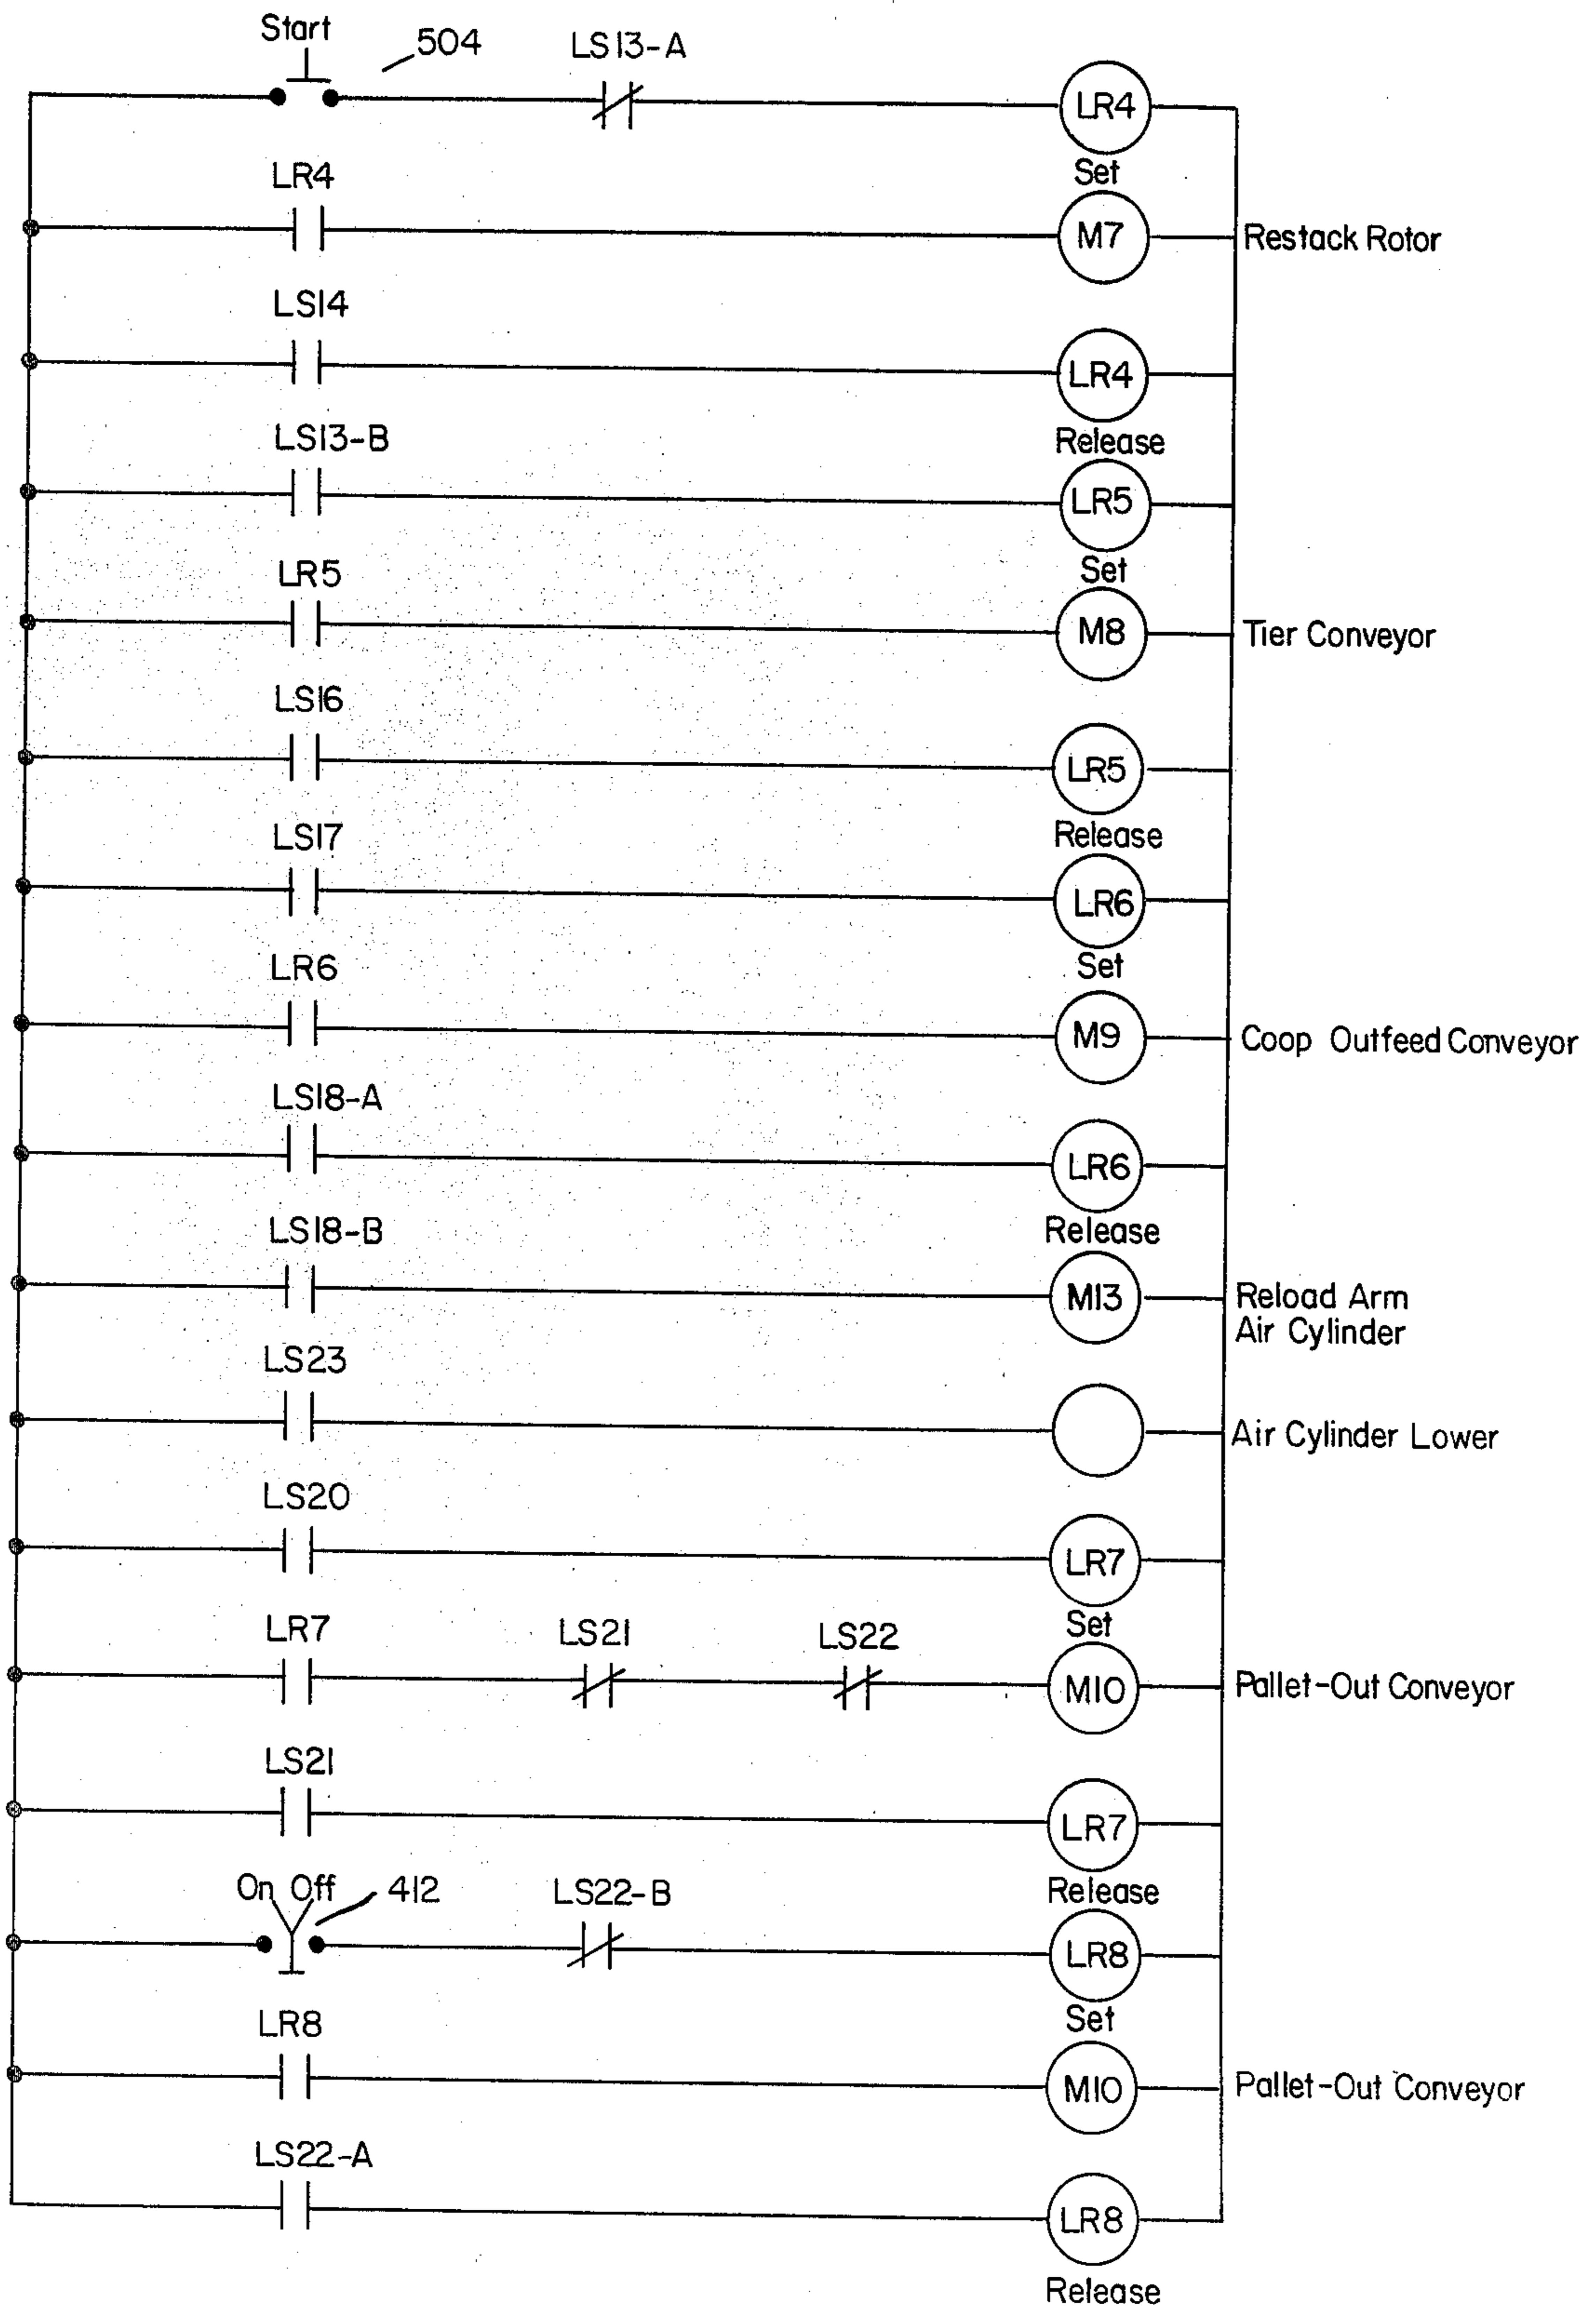 Start
504
LS13-A
LR4
Set
LR4
M7
Restack Rotor
LS14
LR4
Release
LS13-B
LR5
Set
LR5
M8
Tier Conveyor
LS16
LR5
Release
LS17
LR6
Set
LR6
M9
Coop Outfeed Conveyor
LS18-A
LR6
Release
LS18-B
M13
Reload Arm
Air Cylinder
LS23
Air Cylinder Lower
LS20
LR7
Set
LR7
LS21
LS22
M10
Pallet-Out Conveyor
LS21
LR7
Release
On Off
412
LS22-B
LR8
Set
LR8
M10
Pallet-Out Conveyor
LS22-A
LR8
Release